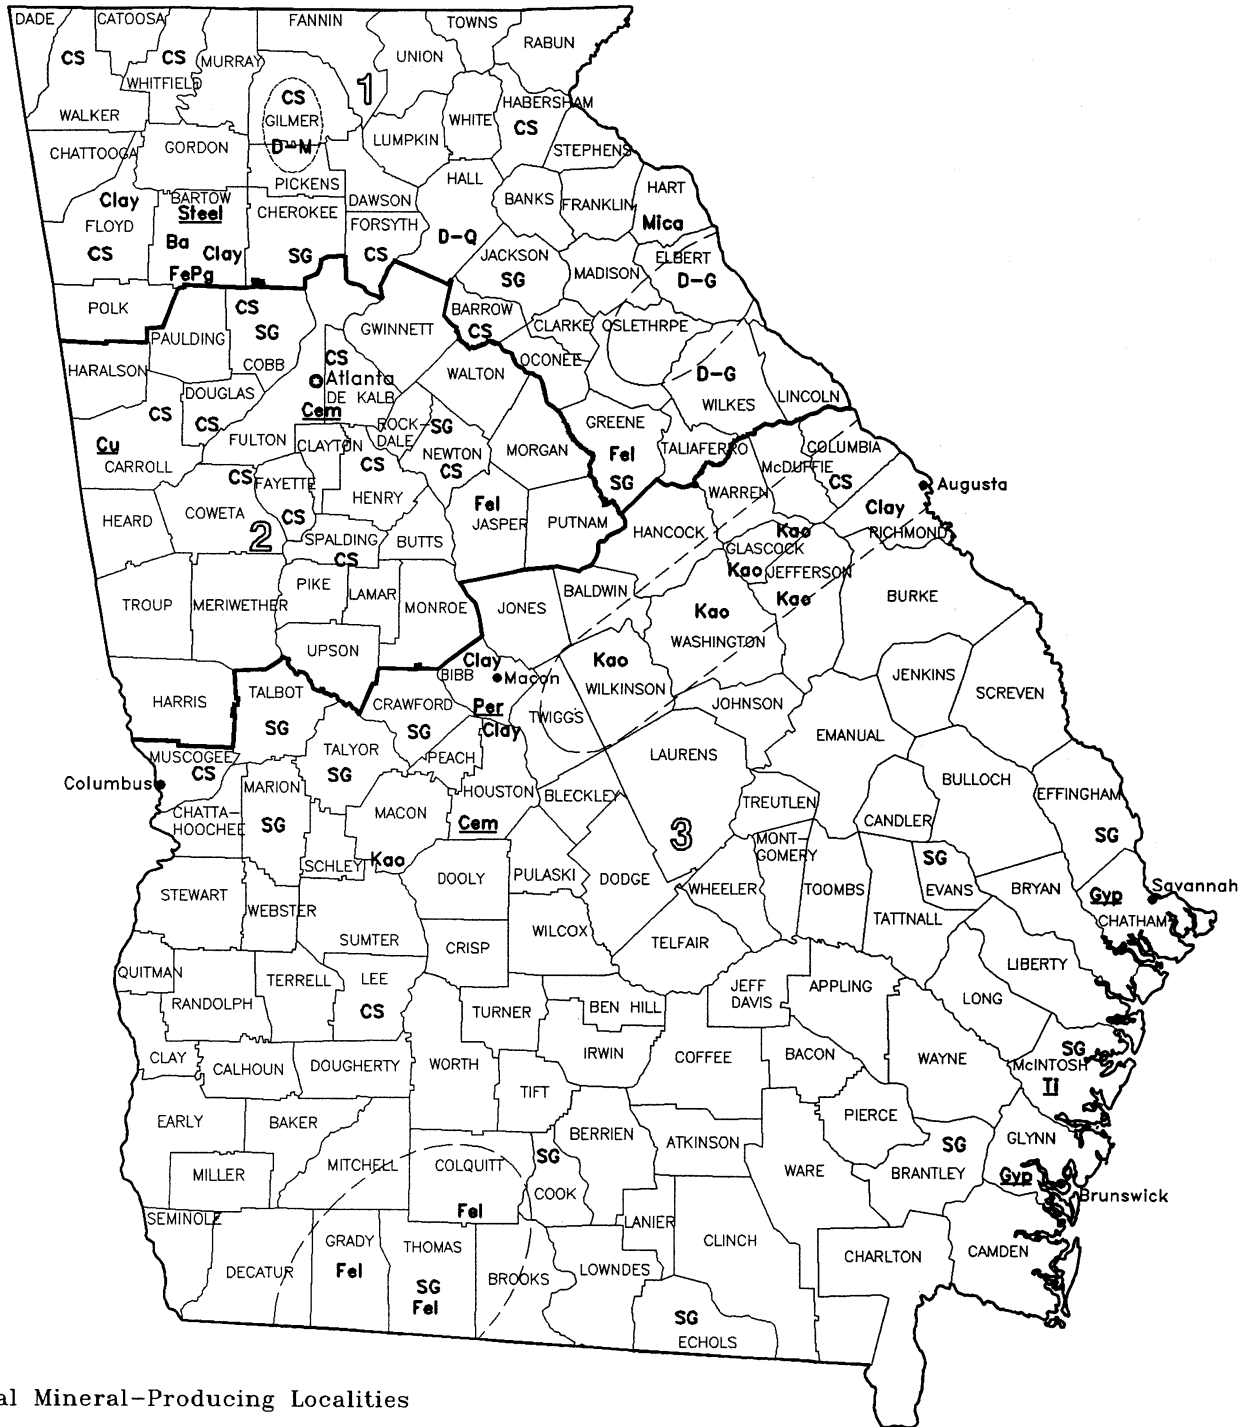 DADE
CATOOSA
FANNIN
TOWNS
RABUN
CS
CS
MURRAY
UNION
WHITFIELD
1
CS
WALKER
GILMER
WHITE
HABERSHAM
CS
CHATTOOGA
GORDON
D-M
LUMPKIN
STEPHENS
PICKENS
HALL
HART
Clay
BARTOW
Steel
CHEROKEE
DAWSON
BANKS
FRANKLIN
Mica
FLOYD
CS
Ba
Clay
FePg
SG
FORSYTH
CS
D-Q
JACKSON
SG
MADISON
ELBERT
D-G
POLK
CS
SG
COBB
PAULDING
GWINNETT
BARROW
CS
CLARKE
OSLETHRPE
HARALSON
CS
Atlanta
DE KALB
WALTON
OCONEE
D-G
WILKES
LINCOLN
DOUGLAS
CS
CS
Cem
ROCK-
DALE
SG
NEWTON
CS
MORGAN
GREENE
Fel
SG
TALIAFERRO
Cu
CARROLL
FULTON
CLAYTON
CS
McDUFFIE
COLUMBIA
CS
CS
FAYETTE
CS
HENRY
Fel
JASPER
PUTNAM
WARREN
Clay
RICHMOND
Augusta
HEARD
COWETA
2
SPALDING
CS
BUTTS
HANCOCK
Kao
GLASCOCK
Kao
JEFFERSON
Kao
TROUP
MERIWETHER
PIKE
LAMAR
MONROE
JONES
BALDWIN
Kao
WASHINGTON
BURKE
UPSON
Clay
BIBB
Macon
Kao
WILKINSON
JENKINS
SCREVEN
HARRIS
TALBOT
SG
CRAWFORD
SG
Per
Clay
TWIGGS
JOHNSON
MUSCOGEE
CS
TALYOR
SG
PEACH
LAURENS
EMANUAL
Columbus
MARION
SG
HOUSTON
BLECKLEY
BULLOCH
EFFINGHAM
SG
CHATTA-
HOOCHEE
MACON
Cem
3
TREUTLEN
CANDLER
SCHLEY
Kao
MONT-
GOMERY
SG
EVANS
STEWART
WEBSTER
DOOLY
PULASKI
DODGE
WHEELER
TOOMBS
TATTNALL
BRYAN
Gyp
CHATHAM
Savannah
SUMTER
CRISP
WILCOX
TELFAIR
LIBERTY
QUITMAN
RANDOLPH
TERRELL
LEE
CS
TURNER
BEN HILL
JEFF
DAVIS
APPLING
LONG
CLAY
CALHOUN
DOUGHERTY
WORTH
IRWIN
COFFEE
BACON
WAYNE
SG
McINTOSH
Ti
EARLY
BAKER
TIFT
BERRIEN
ATKINSON
PIERCE
SG
BRANTLEY
GLYNN
Gyp
Brunswick
MILLER
MITCHELL
COLQUITT
Fel
SG
COOK
WARE
SEMINOLE
DECATUR
GRADY
Fel
THOMAS
SG
Fel
BROOKS
LANIER
LOWNDES
CLINCH
CHARLTON
CAMDEN
SG
ECHOLS
al Mineral-Producing Localities